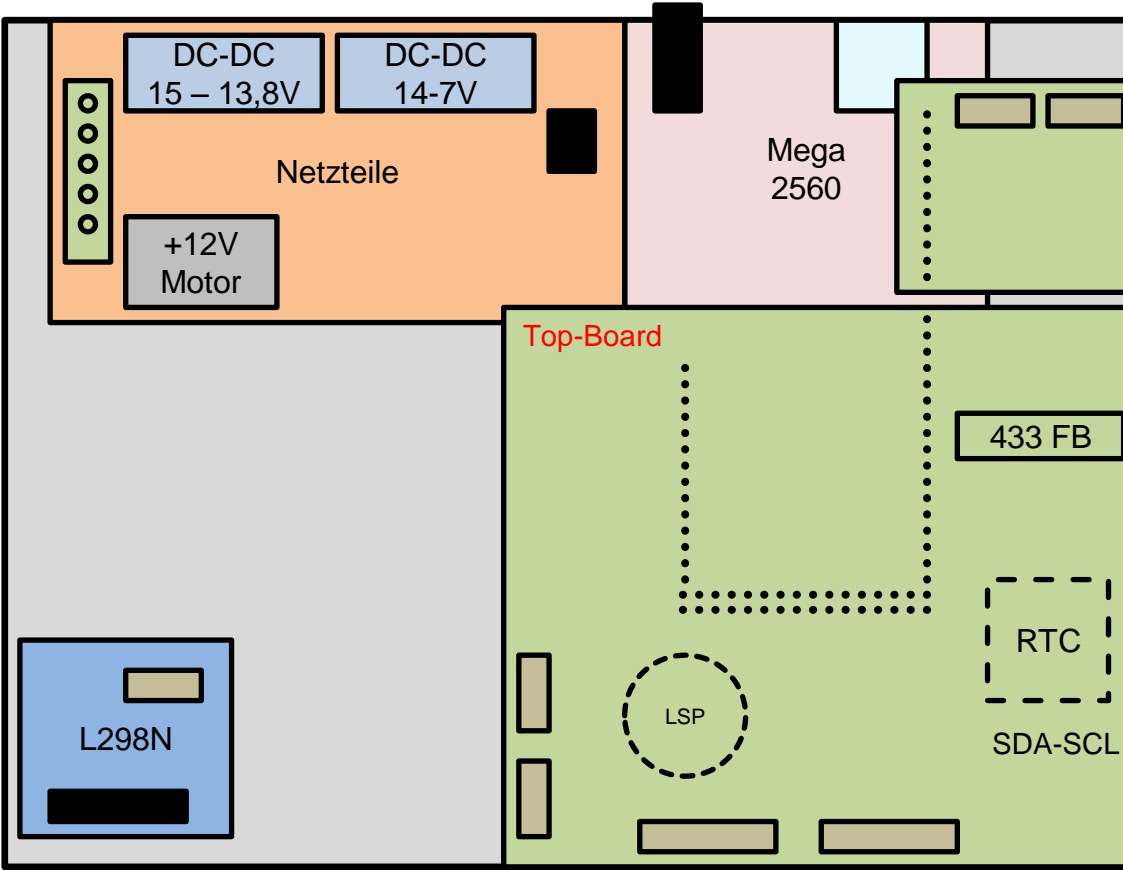 DC-DC
15 – 13,8V
DC-DC
14-7V
Netzteile
Mega
2560
+12V
Motor
Top-Board
433 FB
RTC
SDA-SCL
LSP
L298N